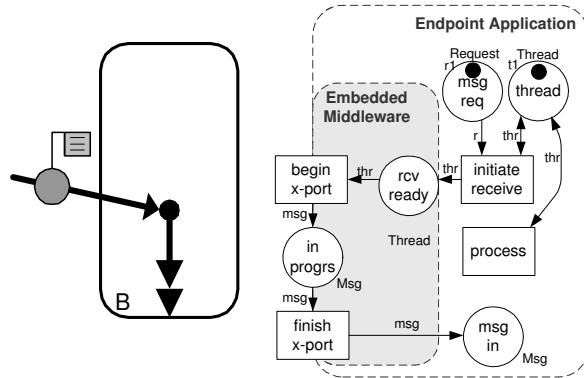 B
Endpoint Application
Request
r1
msg
req
Thread
t1
thread
r
thr
thr
Embedded
Middleware
begin
x-port
thr
rcv
ready
thr
initiate
receive
msg
in
progrs
Msg
Thread
process
msg
finish
x-port
msg
msg
in
Msg